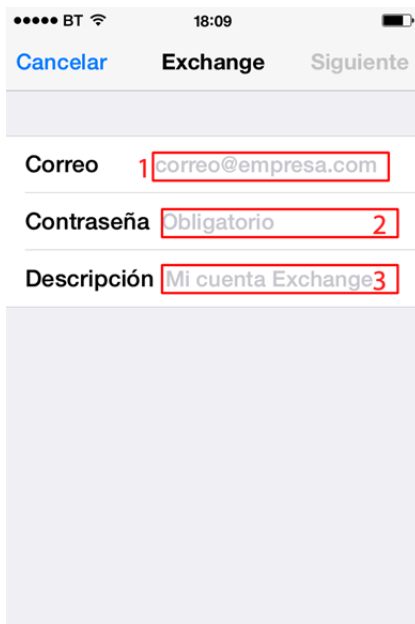 BT 18:09
Cancelar Exchange Siguiente
Correo 1 correo@empresa.com
Contraseña Obligatorio 2
Descripción Mi cuenta Exchange 3